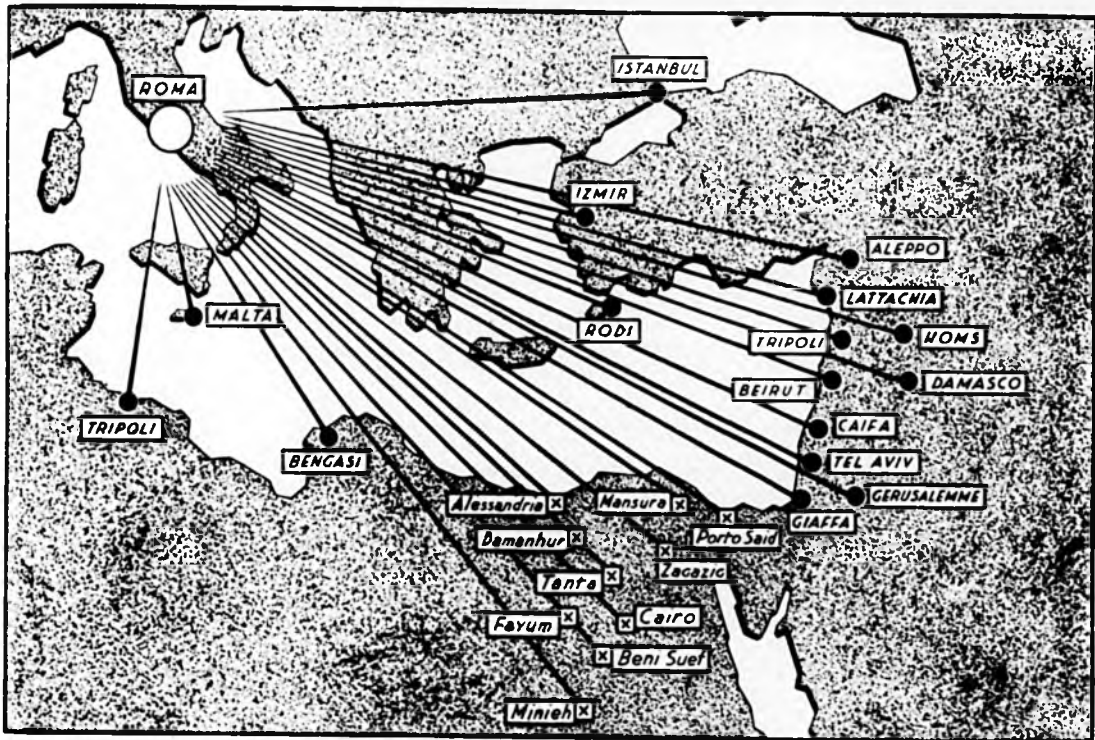 ISTANBUL
ROMA
IZMIR
ALEPPO
LATTACHIA
MALTA
RODI
TRIPOLI
HOMS
BEIRUT
DAMASCO
TRIPOLI
CAIFA
BENGASI
TEL AVIV
GERUSALEMME
Alessandria
Mansura
GIAFFA
Damanhur
Porto Said
Zagazig
Tanta
Fayum
Cairo
Beni Suef
Minieh